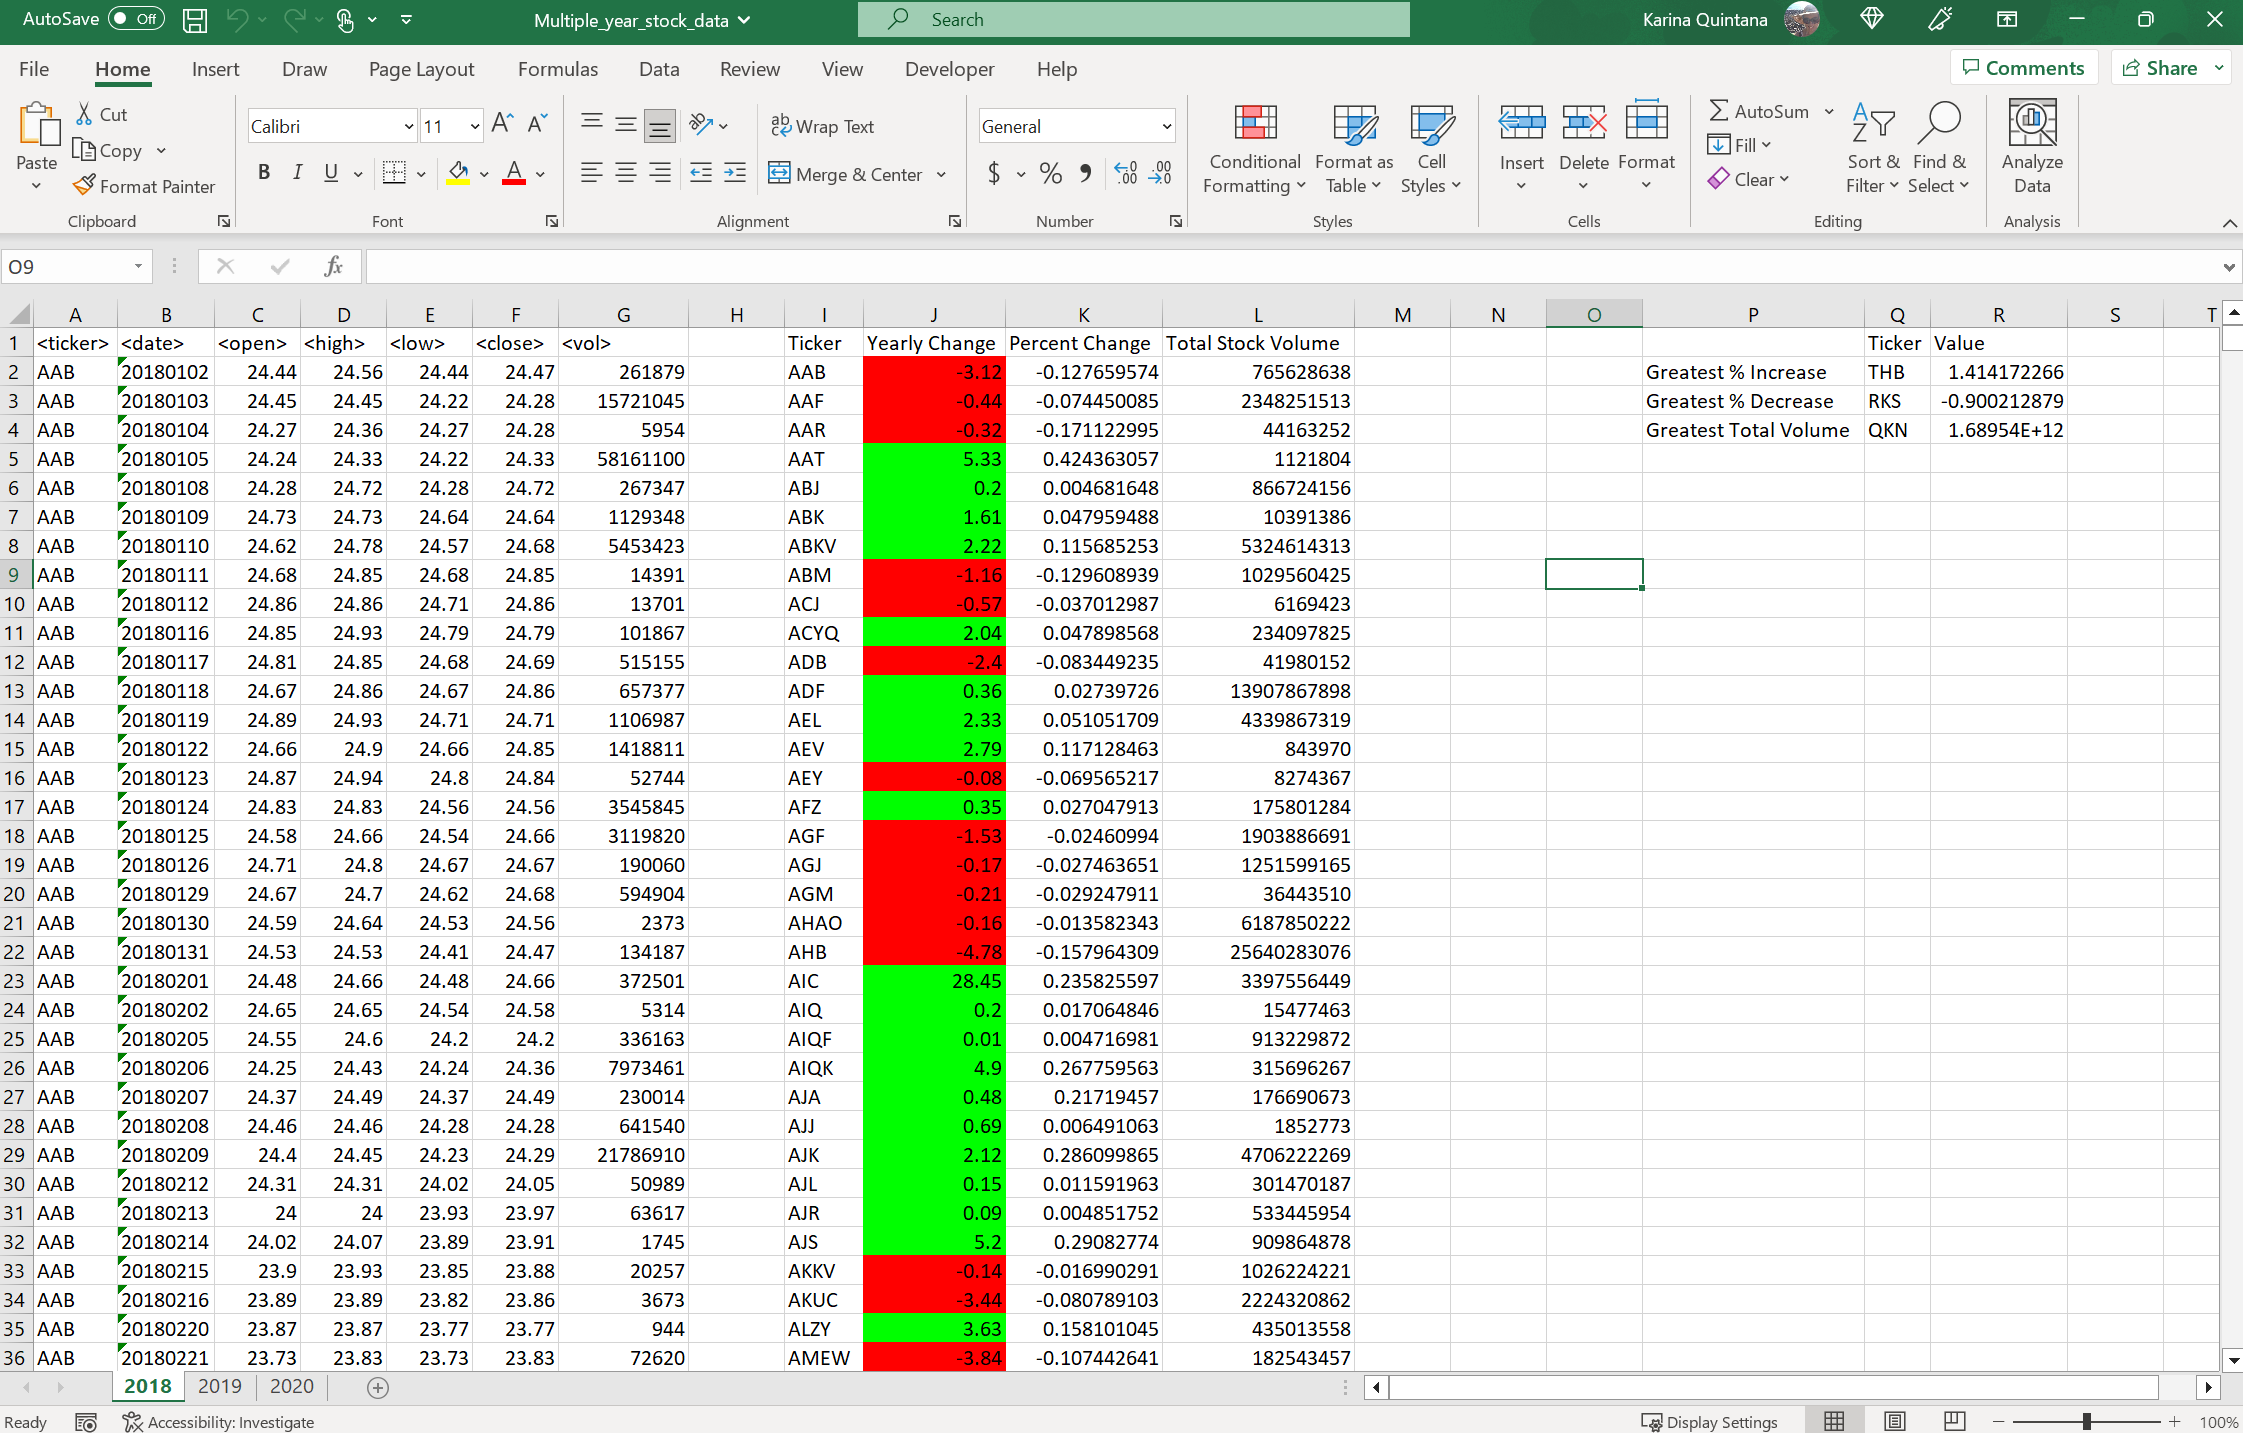 AutoSave Off Multiple_year_stock_data Search Karina Quintana
File Home Insert Draw Page Layout Formulas Data Review View Developer Help Comments Share
Paste Cut Copy Format Painter Clipboard
Calibri 11 A A B I U A Font
ab Wrap Text Merge & Center Alignment
General $ % Number
Conditional Formatting Format as Table Cell Styles Styles
Insert Delete Format Cells
AutoSum Fill Clear Sort & Filter Find & Select Editing
Analyze Data Analysis
O9 fx
A B C D E F G H I J K L M N O P Q R S T
1 <ticker> <date> <open> <high> <low> <close> <vol> Ticker Yearly Change Percent Change Total Stock Volume Ticker Value
2 AAB 20180102 24.44 24.56 24.44 24.47 261879 AAB -3.12 -0.127659574 765628638 Greatest % Increase THB 1.414172266
3 AAB 20180103 24.45 24.45 24.22 24.28 15721045 AAF -0.44 -0.074450085 2348251513 Greatest % Decrease RKS -0.900212879
4 AAB 20180104 24.27 24.36 24.27 24.28 5954 AAR -0.32 -0.171122995 44163252 Greatest Total Volume QKN 1.68954E+12
5 AAB 20180105 24.24 24.33 24.22 24.33 58161100 AAT 5.33 0.424363057 1121804
6 AAB 20180108 24.28 24.72 24.28 24.72 267347 ABJ 0.2 0.004681648 866724156
7 AAB 20180109 24.73 24.73 24.64 24.64 1129348 ABK 1.61 0.047959488 10391386
8 AAB 20180110 24.62 24.78 24.57 24.68 5453423 ABKV 2.22 0.115685253 5324614313
9 AAB 20180111 24.68 24.85 24.68 24.85 14391 ABM -1.16 -0.129608939 1029560425
10 AAB 20180112 24.86 24.86 24.71 24.86 13701 ACJ -0.57 -0.037012987 6169423
11 AAB 20180116 24.85 24.93 24.79 24.79 101867 ACYQ 2.04 0.047898568 234097825
12 AAB 20180117 24.81 24.85 24.68 24.69 515155 ADB -2.4 -0.083449235 41980152
13 AAB 20180118 24.67 24.86 24.67 24.86 657377 ADF 0.36 0.02739726 13907867898
14 AAB 20180119 24.89 24.93 24.71 24.71 1106987 AEL 2.33 0.051051709 4339867319
15 AAB 20180122 24.66 24.9 24.66 24.85 1418811 AEV 2.79 0.117128463 843970
16 AAB 20180123 24.87 24.94 24.8 24.84 52744 AEY -0.08 -0.069565217 8274367
17 AAB 20180124 24.83 24.83 24.56 24.56 3545845 AFZ 0.35 0.027047913 175801284
18 AAB 20180125 24.58 24.66 24.54 24.66 3119820 AGF -1.53 -0.02460994 1903886691
19 AAB 20180126 24.71 24.8 24.67 24.67 190060 AGJ -0.17 -0.027463651 1251599165
20 AAB 20180129 24.67 24.7 24.62 24.68 594904 AGM -0.21 -0.029247911 36443510
21 AAB 20180130 24.59 24.64 24.53 24.56 2373 AHAO -0.16 -0.013582343 6187850222
22 AAB 20180131 24.53 24.53 24.41 24.47 134187 AHB -4.78 -0.157964309 25640283076
23 AAB 20180201 24.48 24.66 24.48 24.66 372501 AIC 28.45 0.235825597 3397556449
24 AAB 20180202 24.65 24.65 24.54 24.58 5314 AIQ 0.2 0.017064846 15477463
25 AAB 20180205 24.55 24.6 24.2 24.2 336163 AIQF 0.01 0.004716981 913229872
26 AAB 20180206 24.25 24.43 24.24 24.36 7973461 AIQK 4.9 0.267759563 315696267
27 AAB 20180207 24.37 24.49 24.37 24.49 230014 AJA 0.48 0.21719457 176690673
28 AAB 20180208 24.46 24.46 24.28 24.28 641540 AJJ 0.69 0.006491063 1852773
29 AAB 20180209 24.4 24.45 24.23 24.29 21786910 AJK 2.12 0.286099865 4706222269
30 AAB 20180212 24.31 24.31 24.02 24.05 50989 AJL 0.15 0.011591963 301470187
31 AAB 20180213 24 24 23.93 23.97 63617 AJR 0.09 0.004851752 533445954
32 AAB 20180214 24.02 24.07 23.89 23.91 1745 AJS 5.2 0.29082774 909864878
33 AAB 20180215 23.9 23.93 23.85 23.88 20257 AKKV -0.14 -0.016990291 1026224221
34 AAB 20180216 23.89 23.89 23.82 23.86 3673 AKUC -3.44 -0.080789103 2224320862
35 AAB 20180220 23.87 23.87 23.77 23.77 944 ALZY 3.63 0.158101045 435013558
36 AAB 20180221 23.73 23.83 23.73 23.83 72620 AMEW -3.84 -0.107442641 182543457
2018 2019 2020
Ready Accessibility: Investigate Display Settings 100%